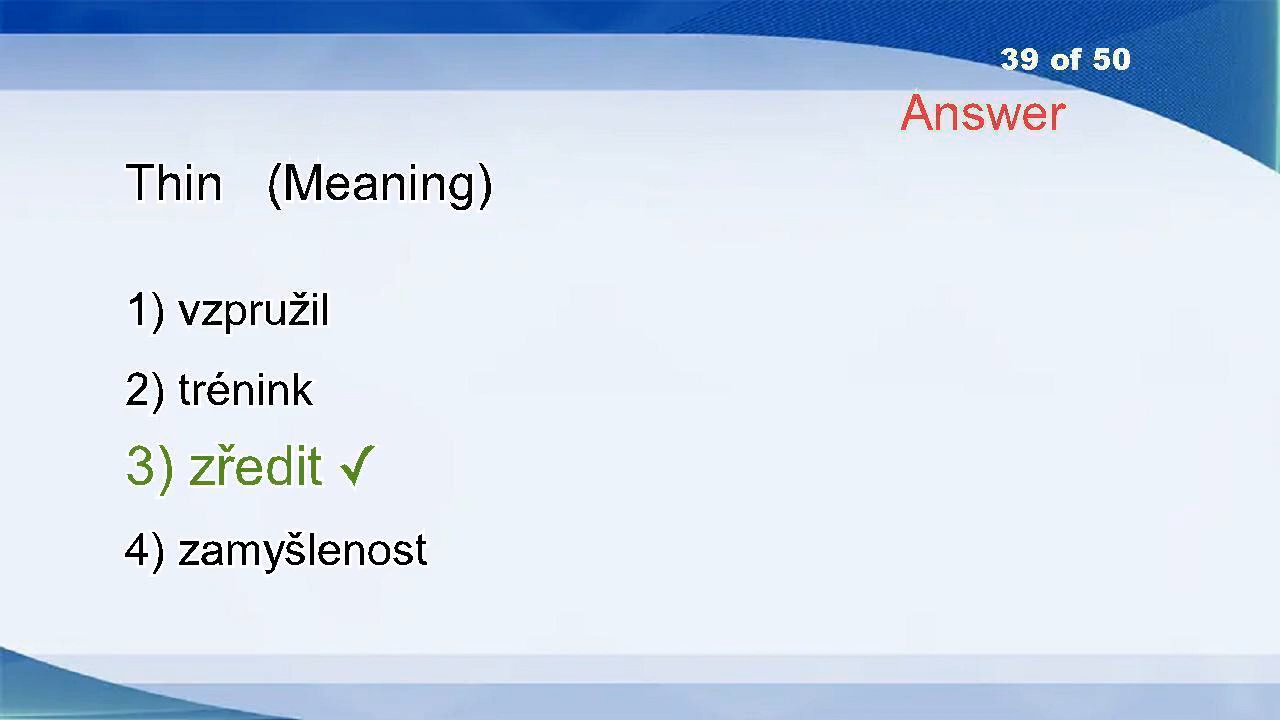 39 of 50
Answer
Thin (Meaning)
1) vzpružil
2) trénink
3) zředit ✓
4) zamyšlenost